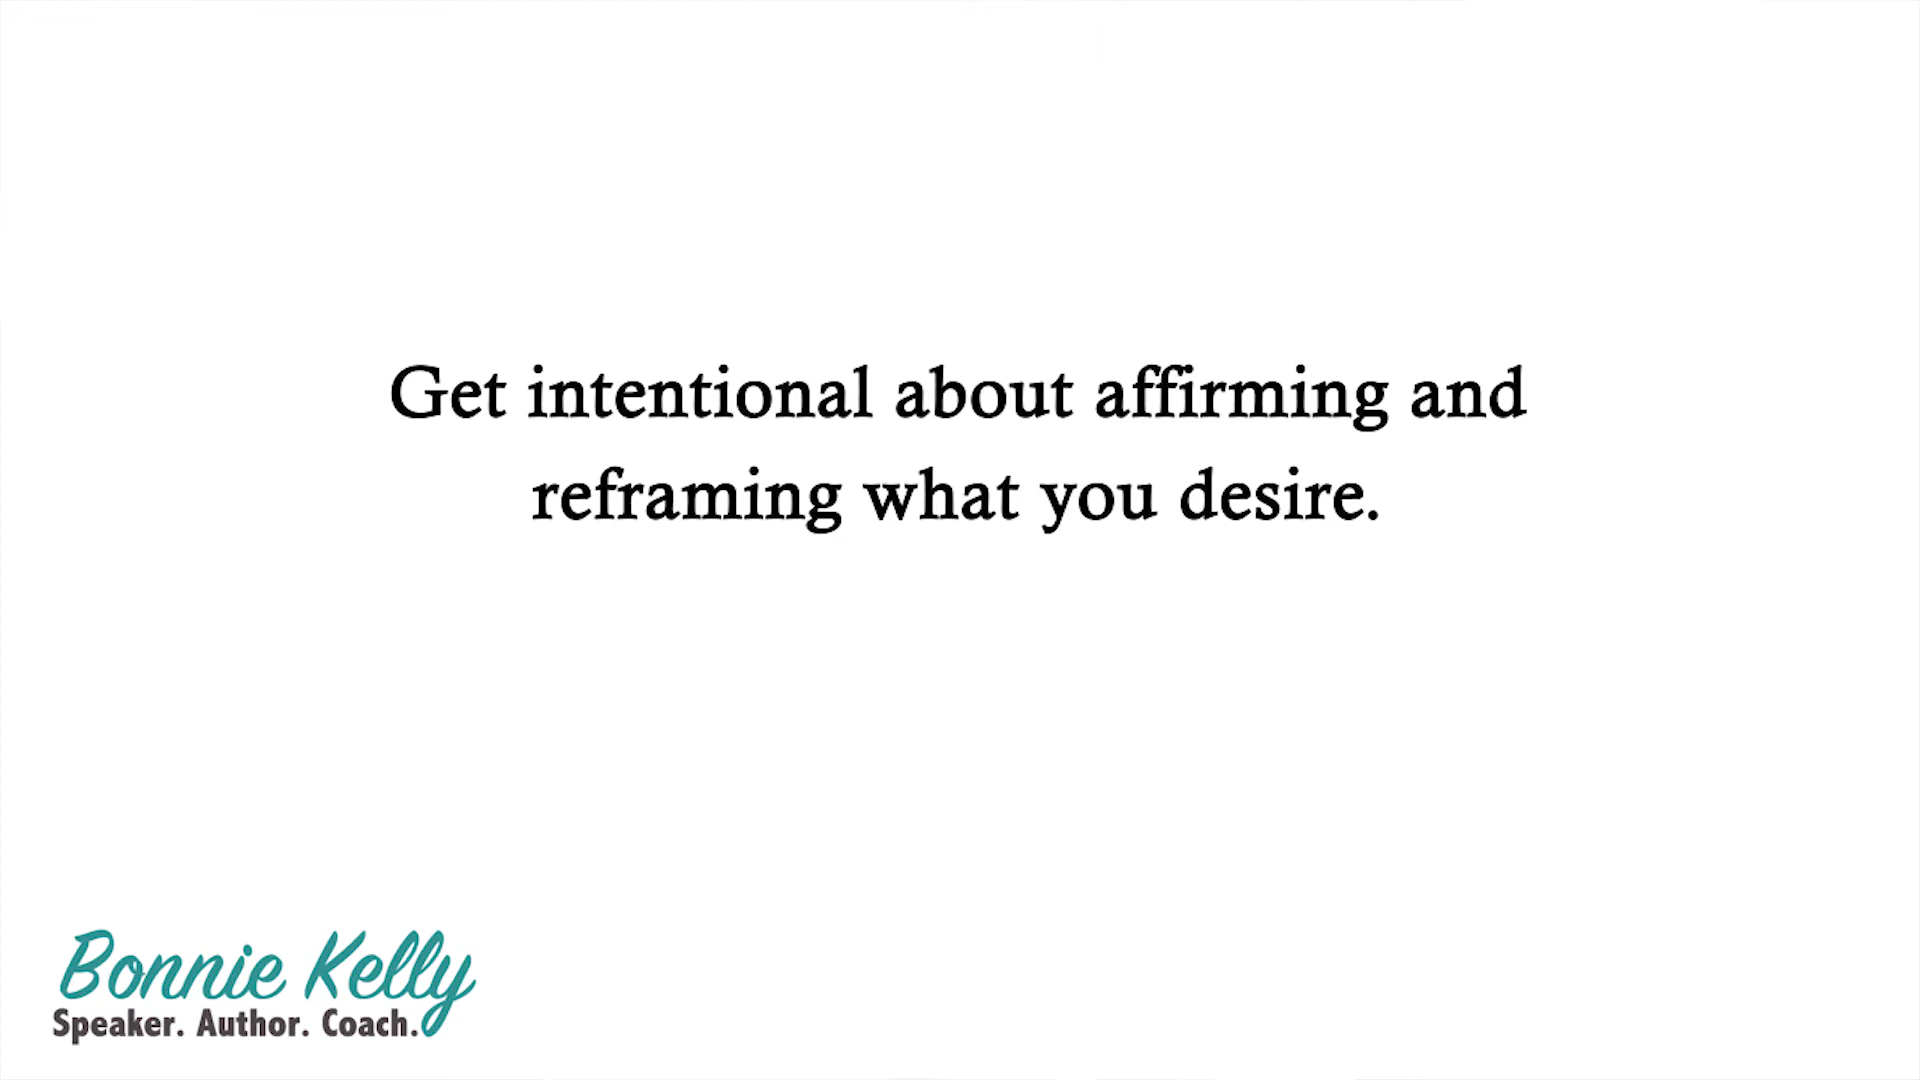 Get intentional about affirming and
reframing what you desire.
Bonnie Kelly
Speaker. Author. Coach.